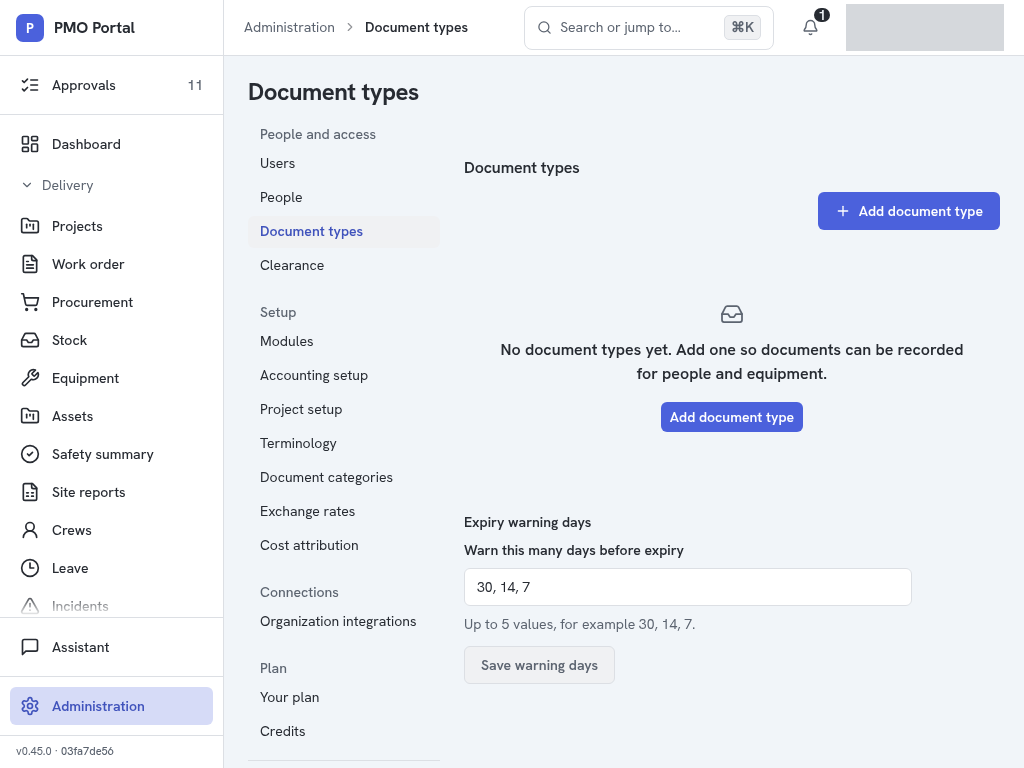 P PMO Portal
Administration > Document types
Search or jump to... ⌘K
1
Approvals 11
Dashboard
Delivery
Projects
Work order
Procurement
Stock
Equipment
Assets
Safety summary
Site reports
Crews
Leave
Incidents
Assistant
Administration
v0.45.0 · 03fa7de56
Document types
People and access
Users
People
Document types
Clearance
Setup
Modules
Accounting setup
Project setup
Terminology
Document categories
Exchange rates
Cost attribution
Connections
Organization integrations
Plan
Your plan
Credits
Document types
+ Add document type
No document types yet. Add one so documents can be recorded
for people and equipment.
Add document type
Expiry warning days
Warn this many days before expiry
30, 14, 7
Up to 5 values, for example 30, 14, 7.
Save warning days